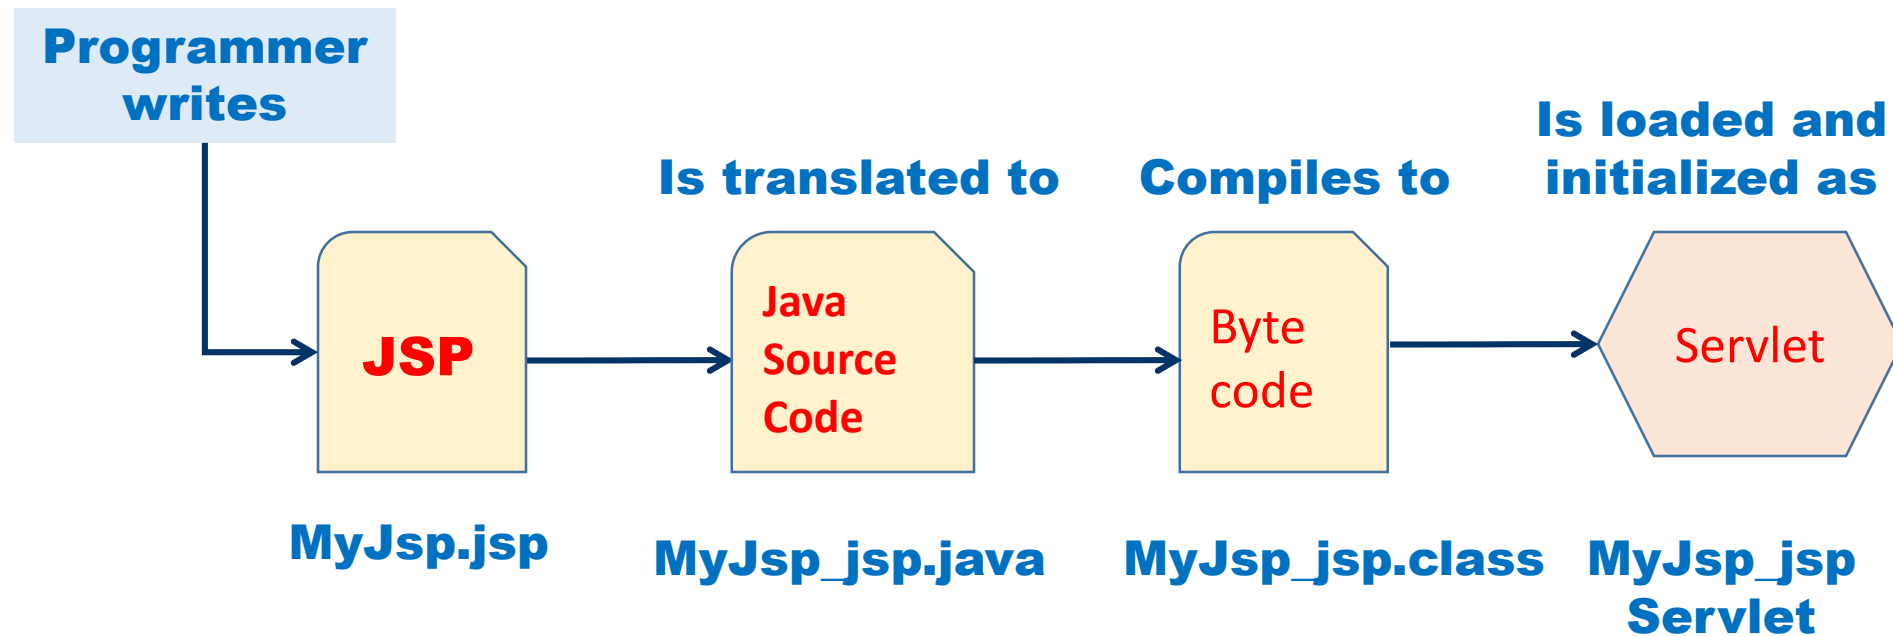 Programmer
writes
Is translated to
Compiles to
Is loaded and
initialized as
JSP
Java
Source
Code
Byte
code
Servlet
MyJsp.jsp
MyJsp_jsp.java
MyJsp_jsp.class
MyJsp_jsp
Servlet